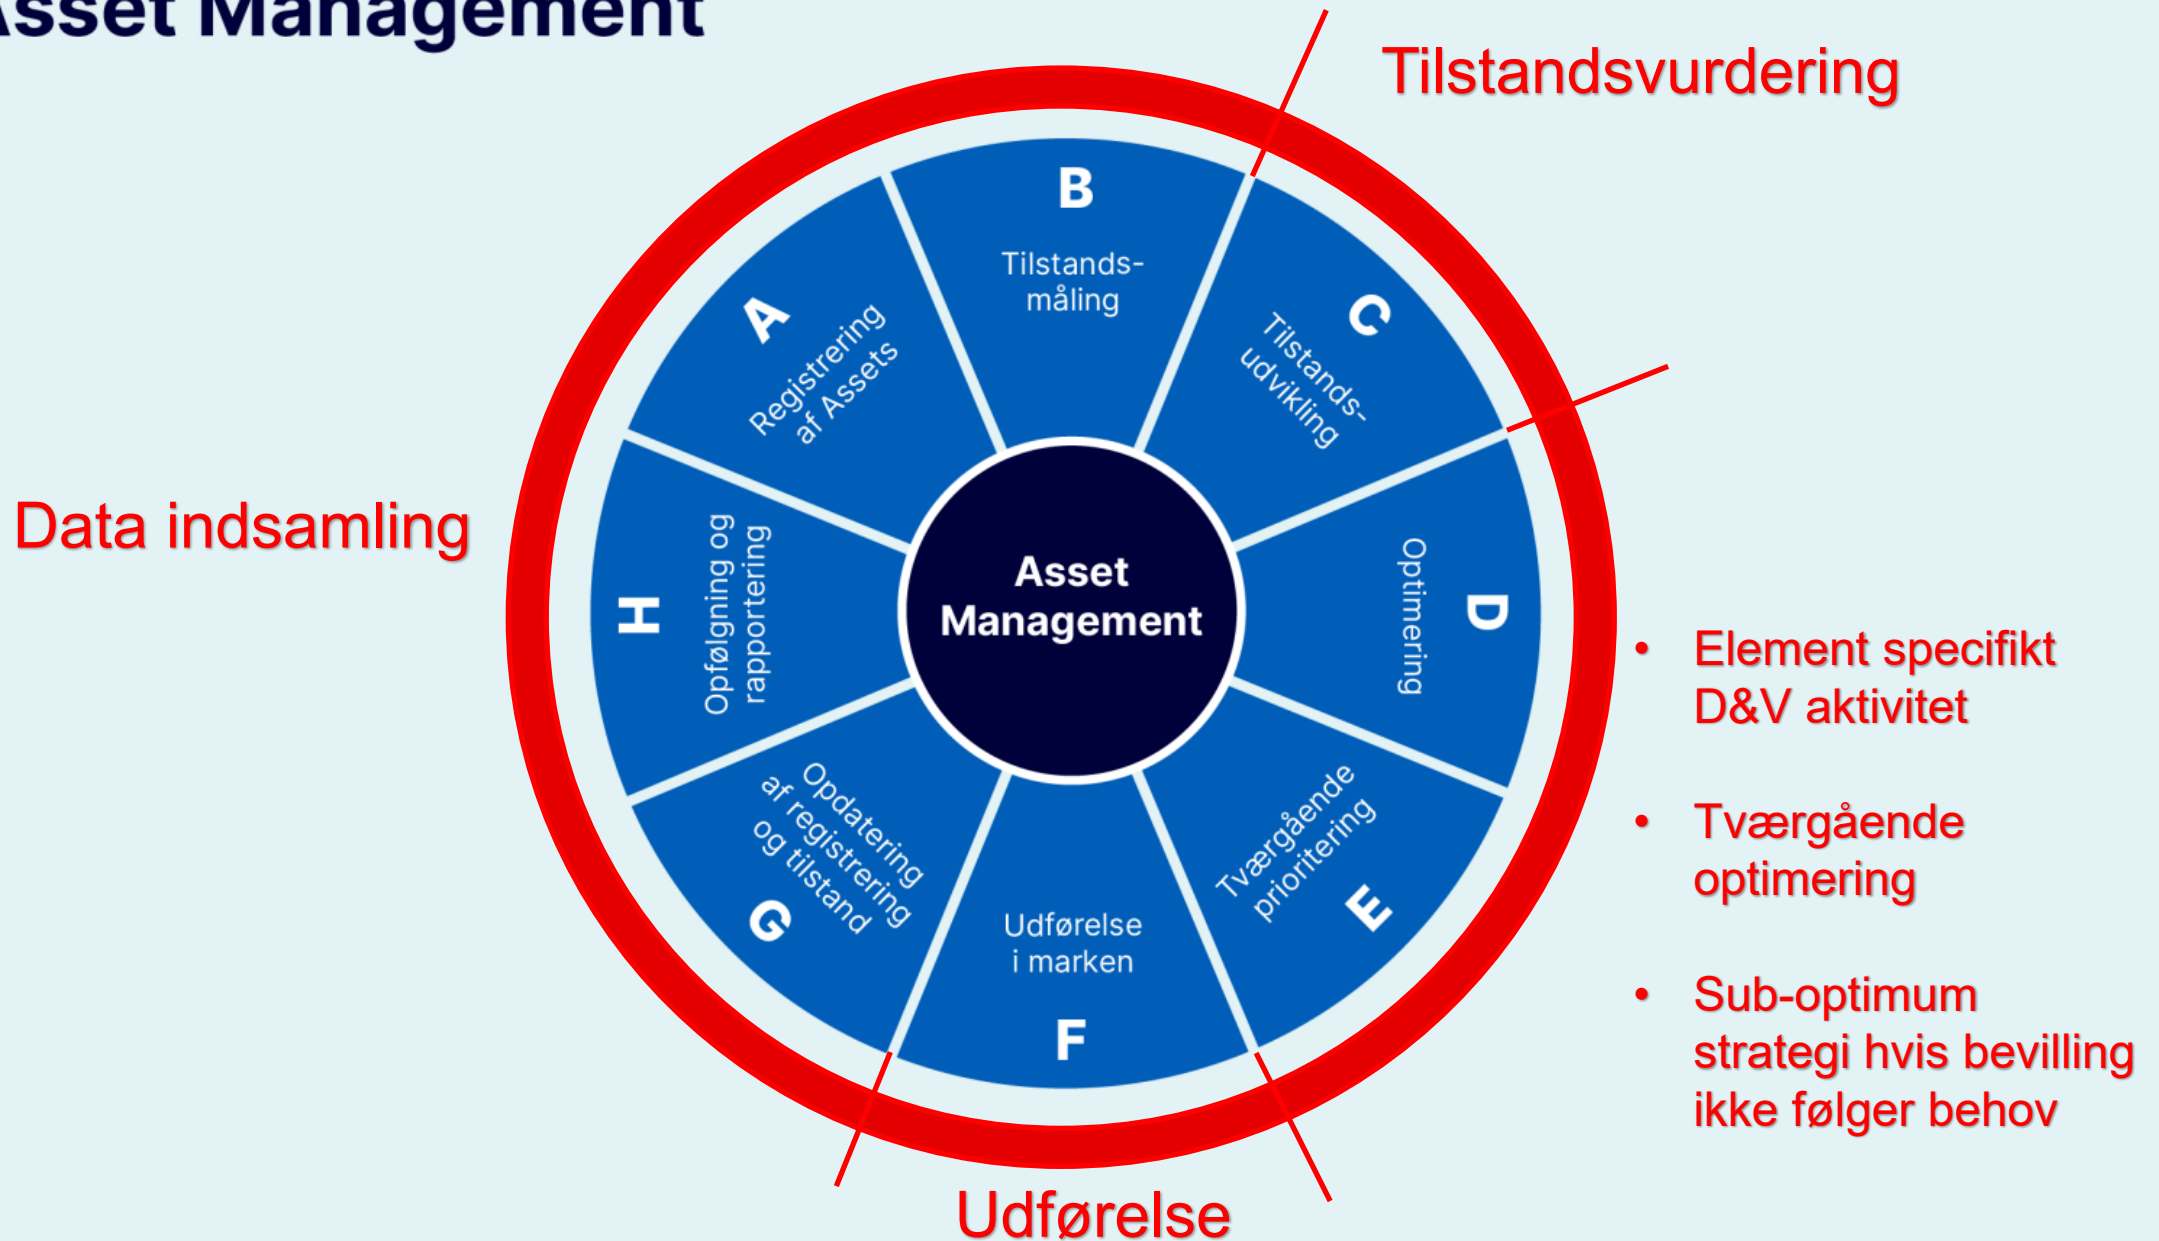 Asset Management
Tilstandsvurdering
B
Tilstands-
måling
C
Tilstands-
udvikling
A
Registrering
af Assets
Data indsamling
H
Opfølgning og
rapportering
Asset
Management
Optimering
D
• Element specifikt
D&V aktivitet
• Tværgående
optimering
• Sub-optimum
strategi hvis bevilling
ikke følger behov
Tværgående
prioritering
E
Udførelse
i marken
F
Opdatering
af registrering
og tilstand
G
Udførelse